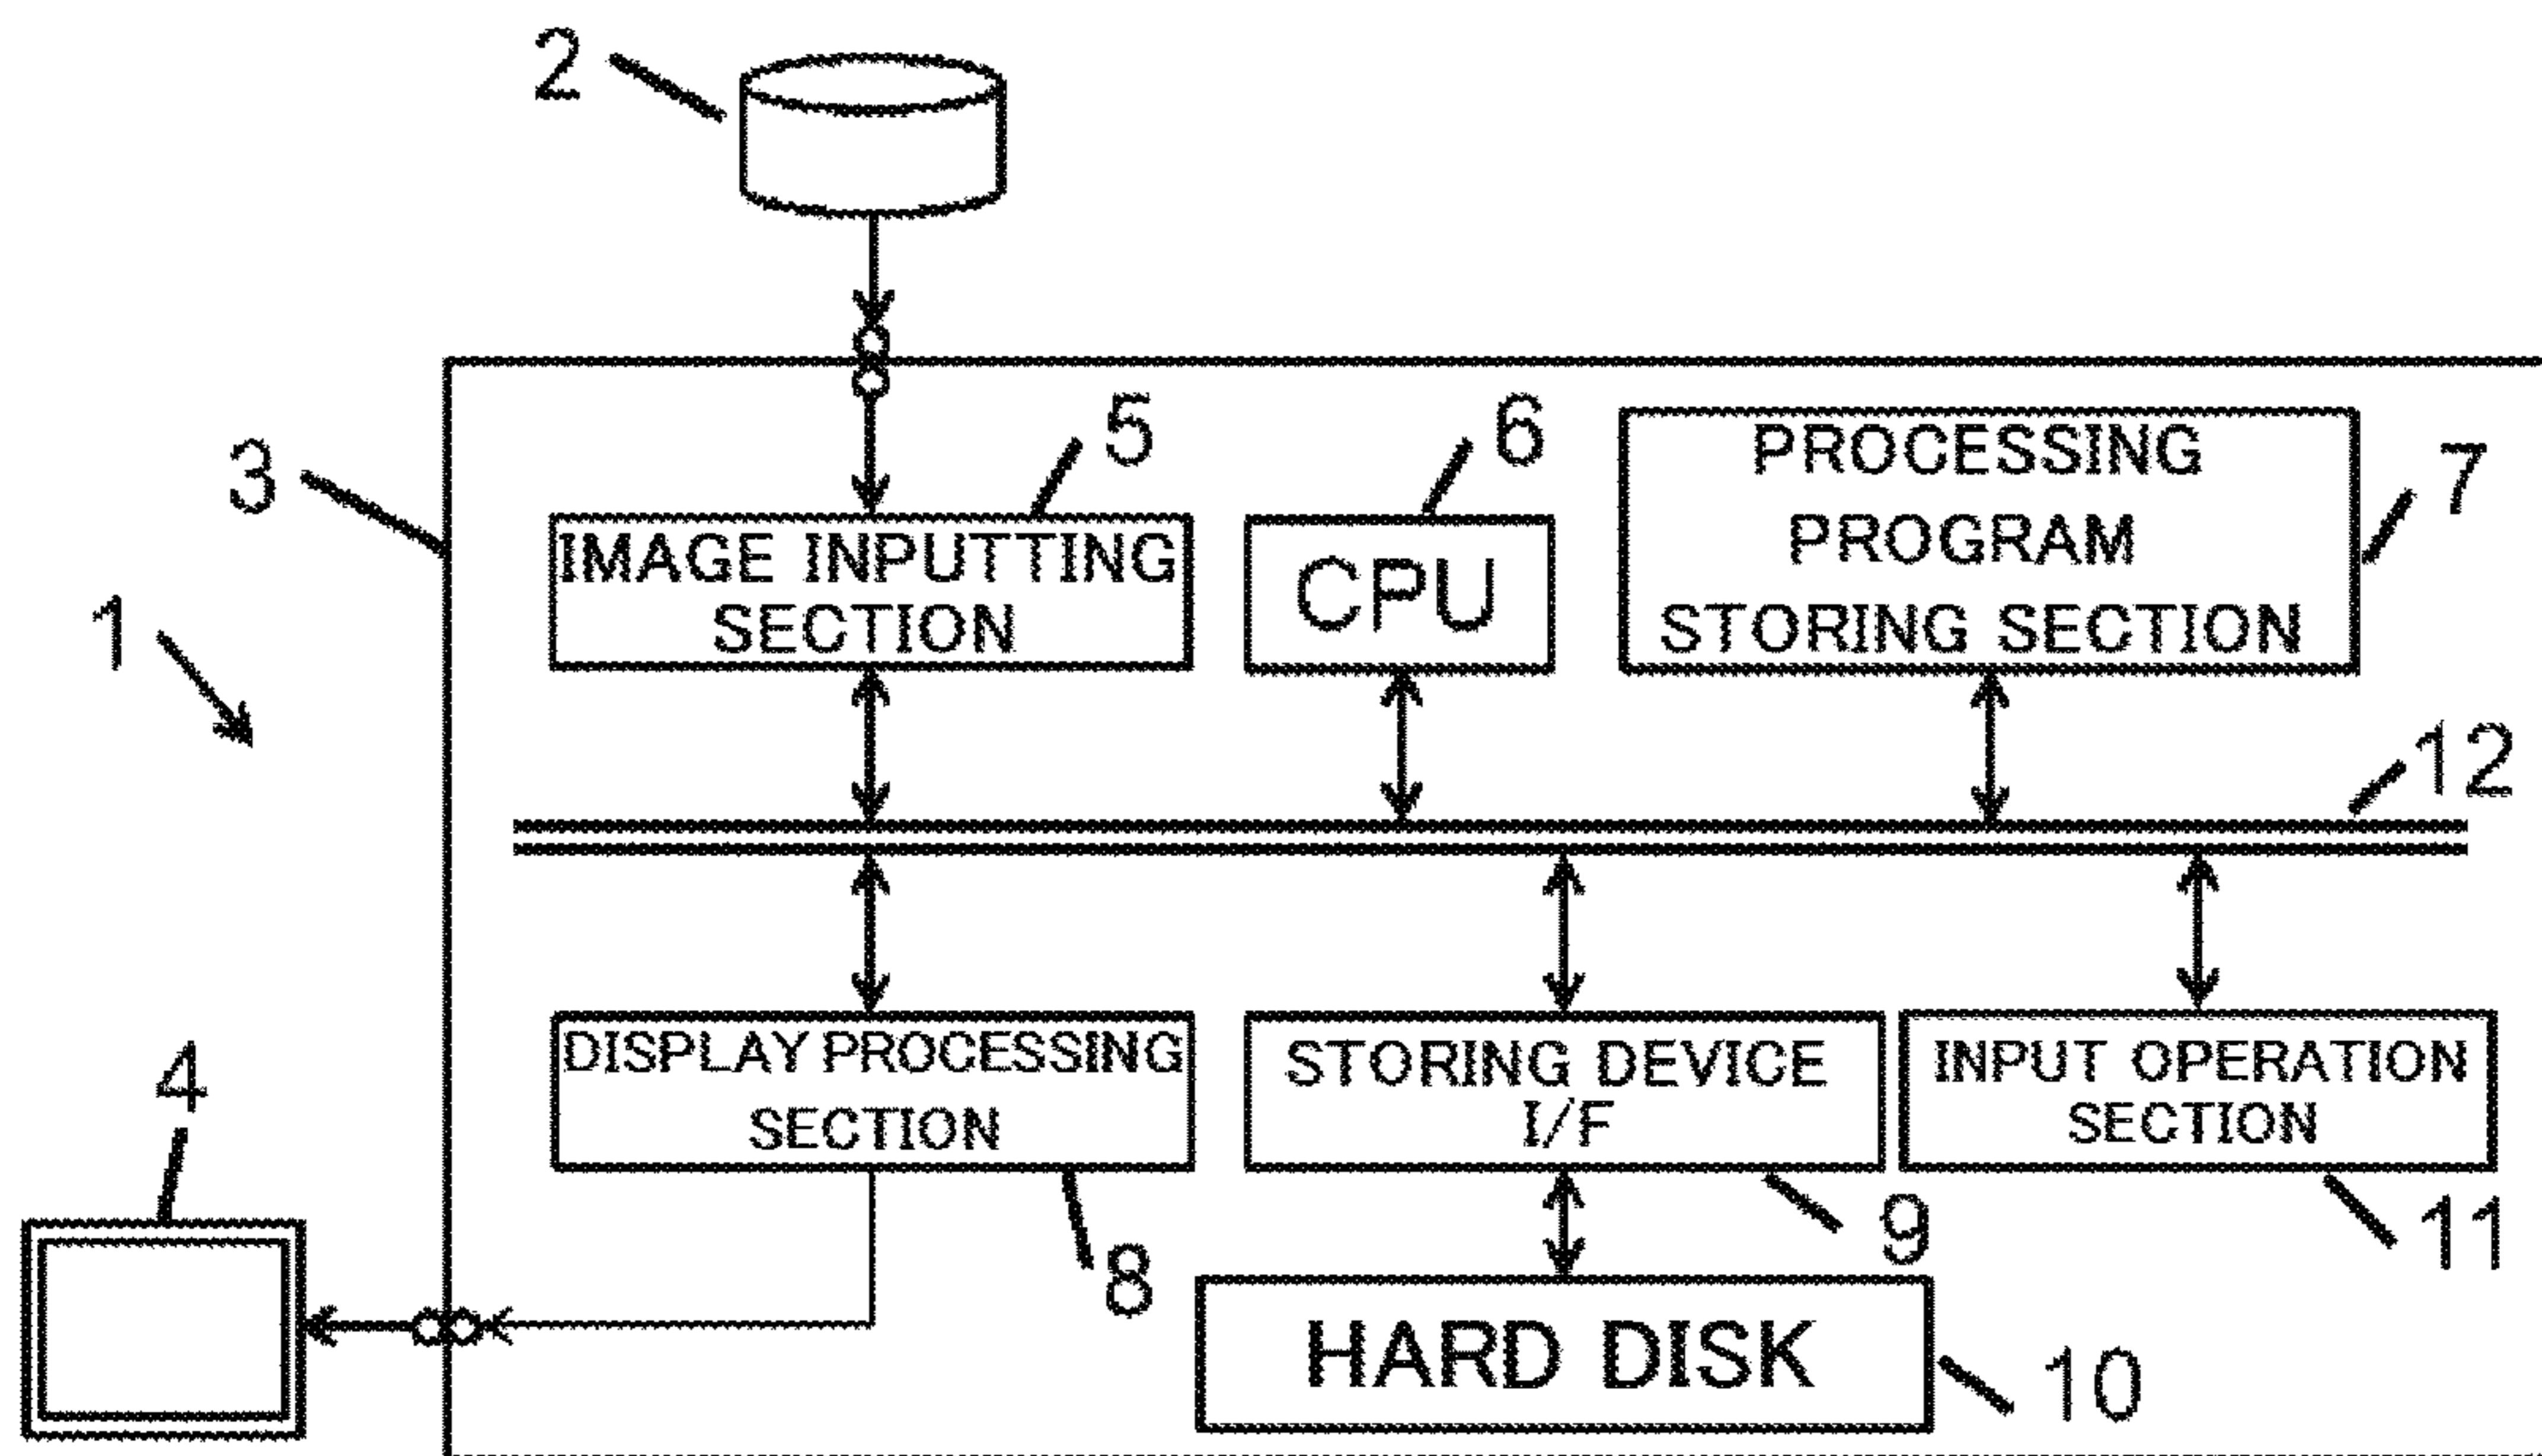 2
3
5
6
7
IMAGE INPUTTING
SECTION
CPU
PROCESSING
PROGRAM
STORING SECTION
1
12
4
DISPLAY PROCESSING
SECTION
STORING DEVICE
I/F
INPUT OPERATION
SECTION
8
9
11
HARD DISK
10